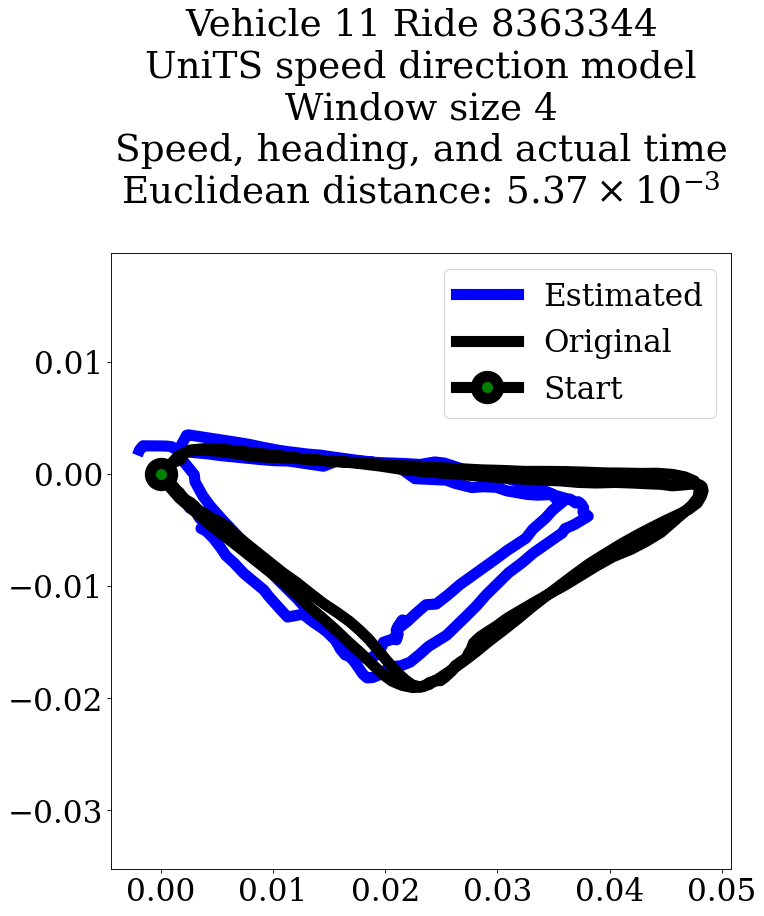 Vehicle 11 Ride 8363344
UniTS speed direction model
Window size 4
Speed, heading, and actual time
Euclidean distance: 5.37 × 10⁻³
Estimated
Original
Start
0.01
0.00
−0.01
−0.02
−0.03
0.00 0.01 0.02 0.03 0.04 0.05